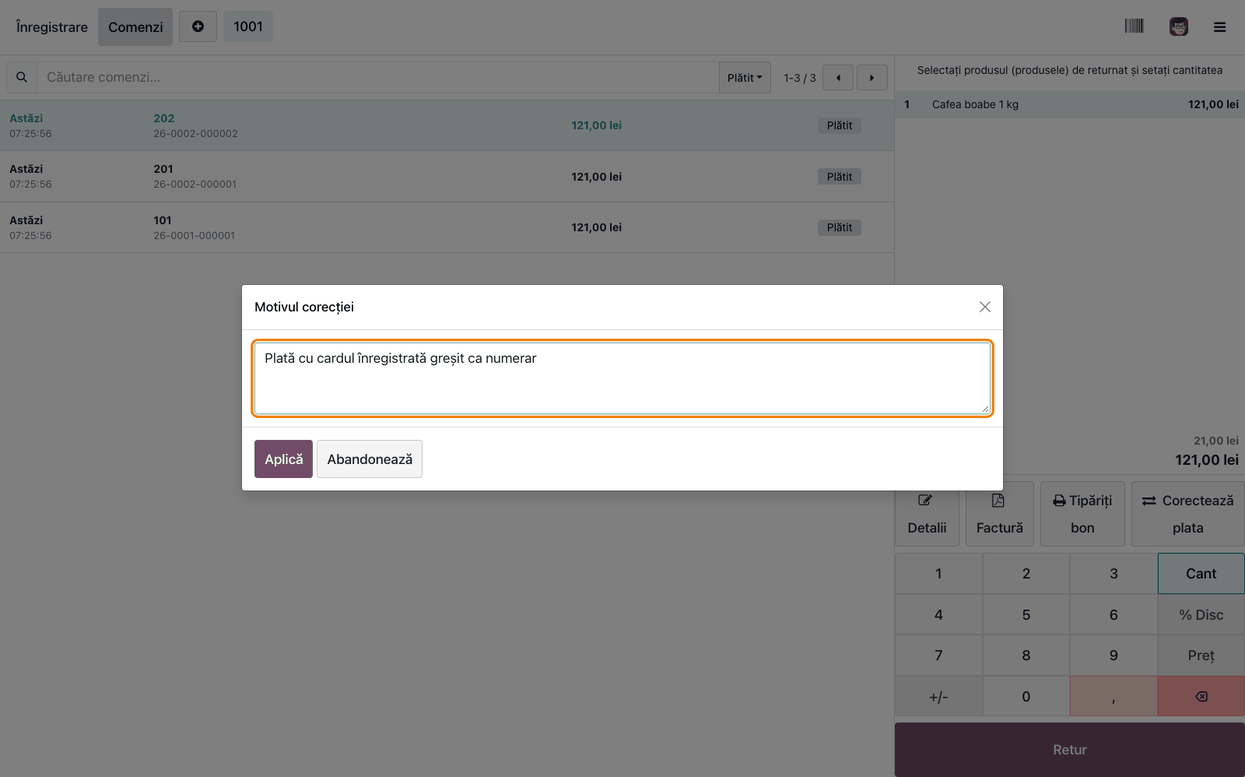 Înregistrare Comenzi 1001
Căutare comenzi... Plătit 1-3 / 3
Selectați produsul (produsele) de returnat și setați cantitatea
1 Cafea boabe 1 kg 121,00 lei
Astăzi 202 121,00 lei Plătit
07:25:56 26-0002-000002
Astăzi 201 121,00 lei Plătit
07:25:56 26-0002-000001
Astăzi 101 121,00 lei Plătit
07:25:56 26-0001-000001
Motivul corecției
Plată cu cardul înregistrată greșit ca numerar
Aplică Abandonează
21,00 lei
121,00 lei
Detalii
Factură
Tipăriți
bon
Corectează
plata
1 2 3 Cant
4 5 6 % Disc
7 8 9 Preț
+/- 0 ,
Retur